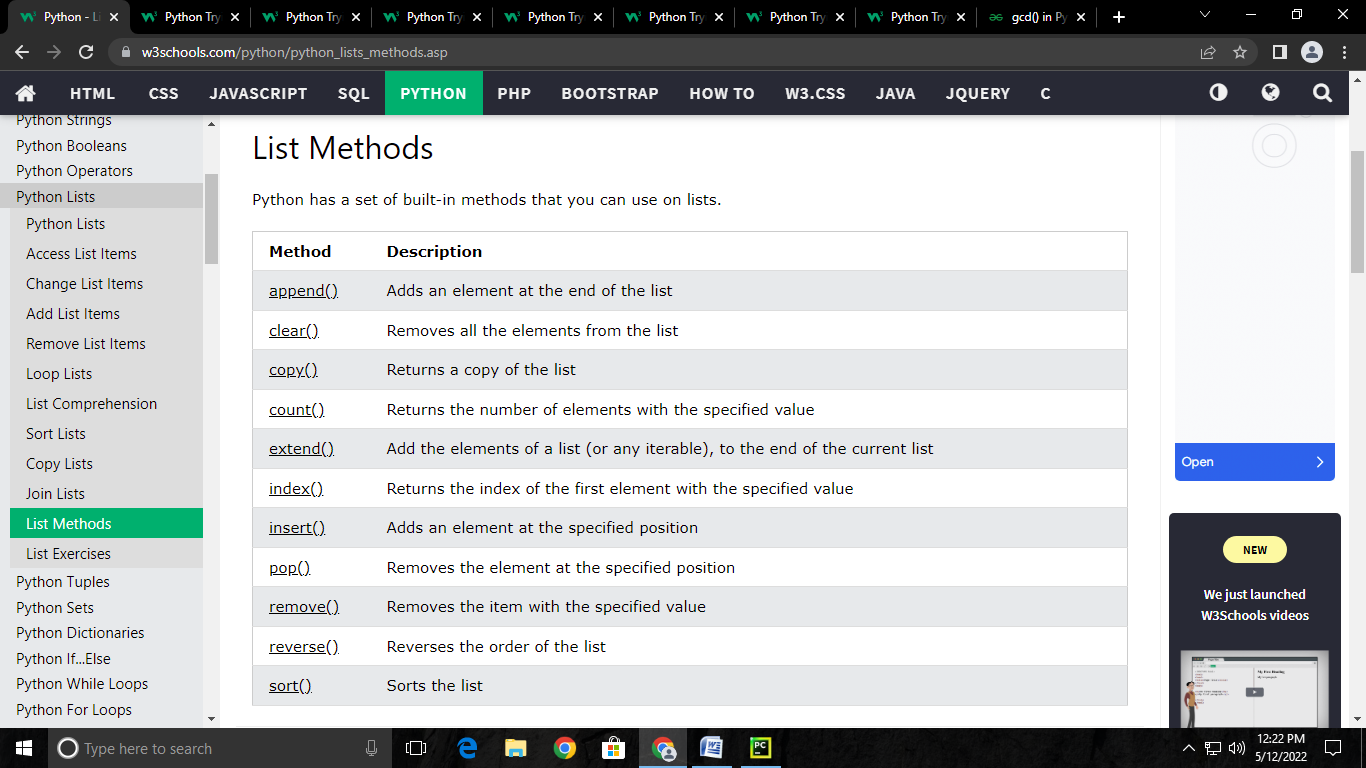 Python - Li
Python Try
Python Try
Python Try
Python Try
Python Try
Python Try
Python Try
gcd() in Py
w3schools.com/python/python_lists_methods.asp
HTML CSS JAVASCRIPT SQL PYTHON PHP BOOTSTRAP HOW TO W3.CSS JAVA JQUERY C
Python Strings
Python Booleans
Python Operators
Python Lists
Python Lists
Access List Items
Change List Items
Add List Items
Remove List Items
Loop Lists
List Comprehension
Sort Lists
Copy Lists
Join Lists
List Methods
List Exercises
Python Tuples
Python Sets
Python Dictionaries
Python If...Else
Python While Loops
Python For Loops
List Methods
Python has a set of built-in methods that you can use on lists.
Method Description
append() Adds an element at the end of the list
clear() Removes all the elements from the list
copy() Returns a copy of the list
count() Returns the number of elements with the specified value
extend() Add the elements of a list (or any iterable), to the end of the current list
index() Returns the index of the first element with the specified value
insert() Adds an element at the specified position
pop() Removes the element at the specified position
remove() Removes the item with the specified value
reverse() Reverses the order of the list
sort() Sorts the list
Open
NEW
We just launched
W3Schools videos
Type here to search
12:22 PM
5/12/2022